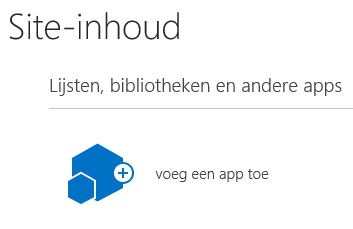 Site-inhoud
Lijsten, bibliotheken en andere apps
voeg een app toe